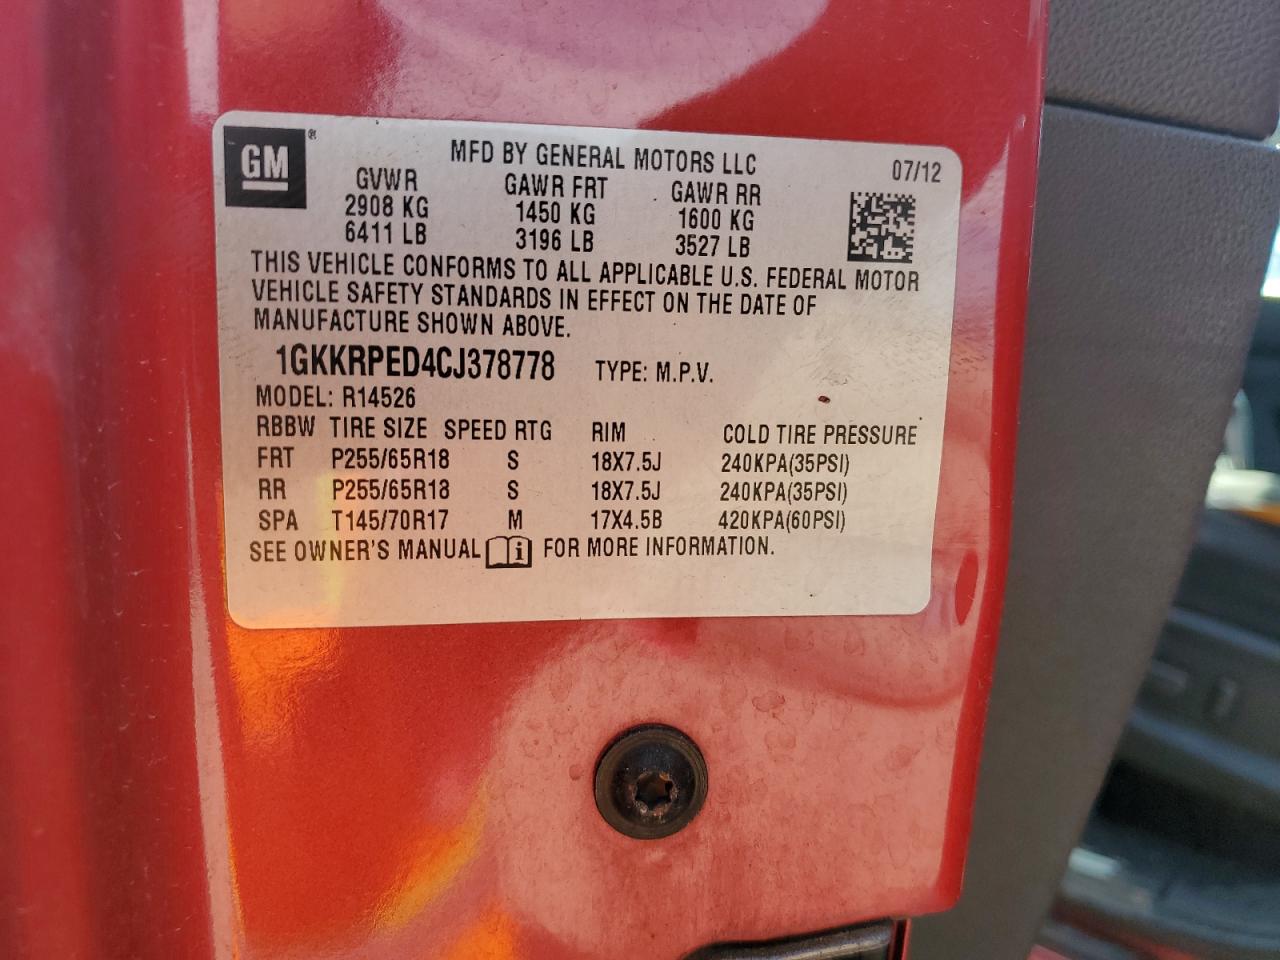 GM®
MFD BY GENERAL MOTORS LLC 07/12
GVWR GAWR FRT GAWR RR
2908 KG 1450 KG 1600 KG
6411 LB 3196 LB 3527 LB
THIS VEHICLE CONFORMS TO ALL APPLICABLE U.S. FEDERAL MOTOR
VEHICLE SAFETY STANDARDS IN EFFECT ON THE DATE OF
MANUFACTURE SHOWN ABOVE.
1GKKRPED4CJ378778 TYPE: M.P.V.
MODEL: R14526
RBBW TIRE SIZE SPEED RTG RIM COLD TIRE PRESSURE
FRT P255/65R18 S 18X7.5J 240KPA(35PSI)
RR P255/65R18 S 18X7.5J 240KPA(35PSI)
SPA T145/70R17 M 17X4.5B 420KPA(60PSI)
SEE OWNER'S MANUAL i FOR MORE INFORMATION.